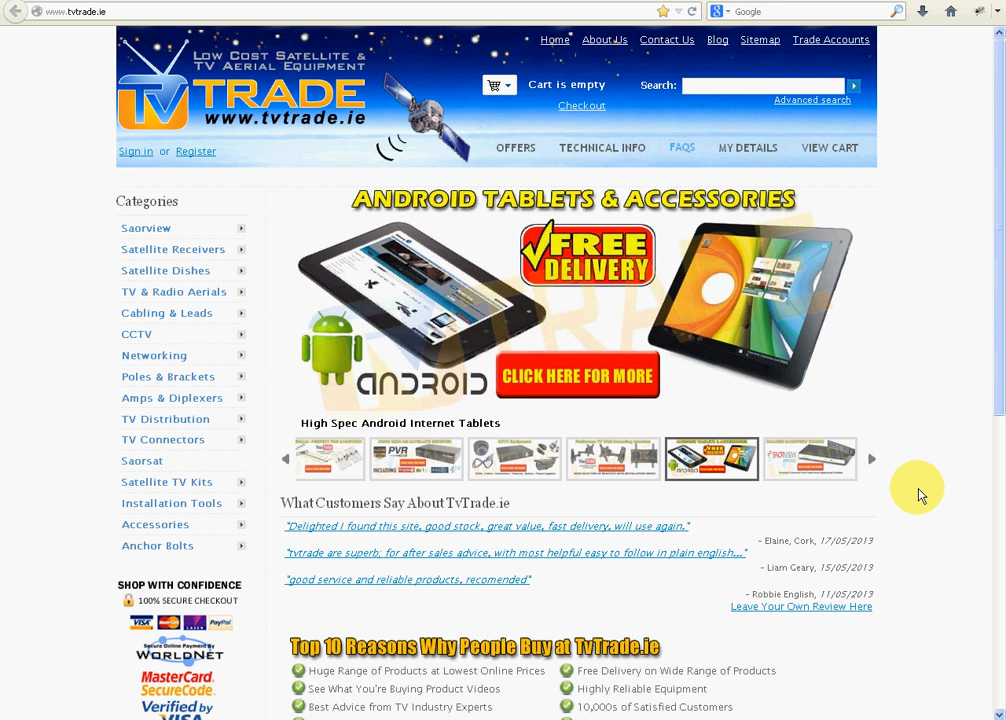 www.tvtrade.ie
Google
Home About Us Contact Us Blog Sitemap Trade Accounts
Low Cost Satellite &
TV Aerial Equipment
TV TRADE
www.tvtrade.ie
Cart is empty
Search:
Checkout
Advanced search
Sign in or Register
OFFERS TECHNICAL INFO FAQS MY DETAILS VIEW CART
Categories
Saorview
Satellite Receivers
Satellite Dishes
TV & Radio Aerials
Cabling & Leads
CCTV
Networking
Poles & Brackets
Amps & Diplexers
TV Distribution
TV Connectors
Saorsat
Satellite TV Kits
Installation Tools
Accessories
Anchor Bolts
SHOP WITH CONFIDENCE
100% SECURE CHECKOUT
VISA MasterCard LASER PayPal
Secure Online Payment By
WORLDNET
MasterCard
SecureCode.
Verified by
VISA
ANDROID TABLETS & ACCESSORIES
FREE
DELIVERY
ANDROID
CLICK HERE FOR MORE
High Spec Android Internet Tablets
PVR
ANDROID TABLETS & ACCESSORIES
What Customers Say About TvTrade.ie
"Delighted I found this site, good stock, great value, fast delivery, will use again."
- Elaine, Cork, 17/05/2013
"tvtrade are superb; for after sales advice, with most helpful easy to follow in plain english..."
- Liam Geary, 15/05/2013
"good service and reliable products, recomended"
- Robbie English, 11/05/2013
Leave Your Own Review Here
Top 10 Reasons Why People Buy at TvTrade.ie
Huge Range of Products at Lowest Online Prices
Free Delivery on Wide Range of Products
See What You're Buying Product Videos
Highly Reliable Equipment
Best Advice from TV Industry Experts
10,000s of Satisfied Customers